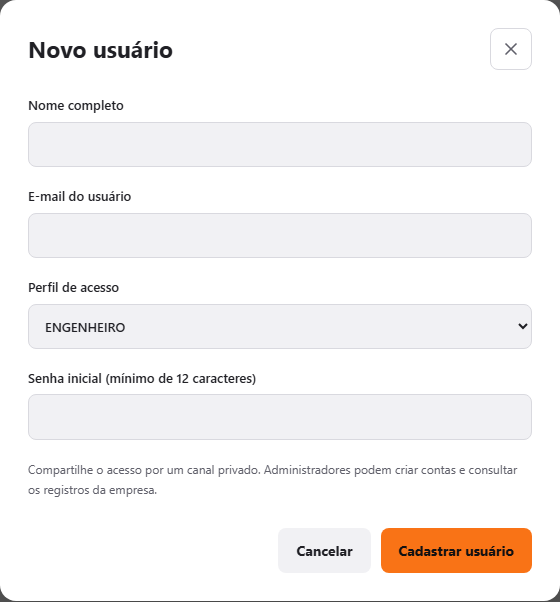 Novo usuário
Nome completo
E-mail do usuário
Perfil de acesso
ENGENHEIRO
Senha inicial (mínimo de 12 caracteres)
Compartilhe o acesso por um canal privado. Administradores podem criar contas e consultar
os registros da empresa.
Cancelar
Cadastrar usuário